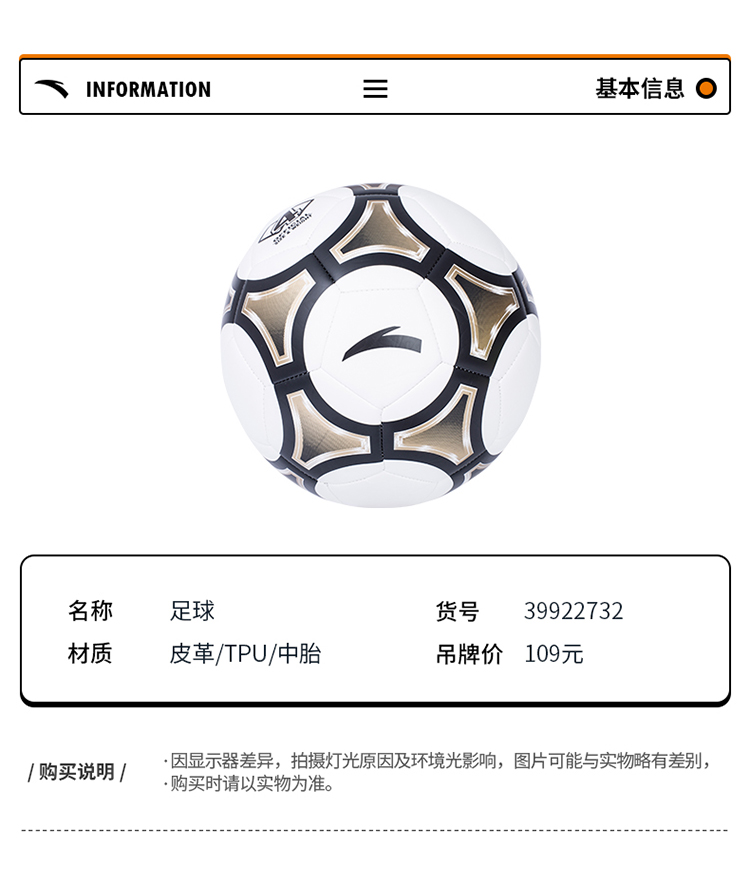 INFORMATION
基本信息
4
名称 足球 货号 39922732
材质 皮革/TPU/中胎 吊牌价 109元
/ 购买说明 /
·因显示器差异，拍摄灯光原因及环境光影响，图片可能与实物略有差别，
·购买时请以实物为准。